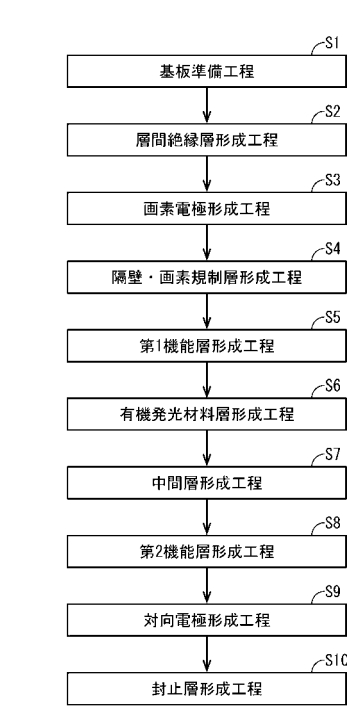 S1
基板準備工程
S2
層間絶縁層形成工程
S3
画素電極形成工程
S4
隔壁・画素規制層形成工程
S5
第1機能層形成工程
S6
有機発光材料層形成工程
S7
中間層形成工程
S8
第2機能層形成工程
S9
対向電極形成工程
S10
封止層形成工程